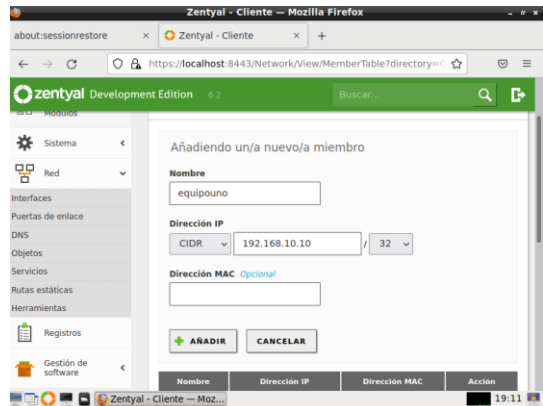 Zentyal - Cliente — Mozilla Firefox
about:sessionrestore × Zentyal - Cliente × +
https://localhost:8443/Network/View/MemberTable?directory=
zentyal Development Edition 6.2 Buscar...
Módulos
Sistema
Red
Interfaces
Puertas de enlace
DNS
Objetos
Servicios
Rutas estáticas
Herramientas
Registros
Gestión de
software
Añadiendo un/a nuevo/a miembro
Nombre
equipouno
Dirección IP
CIDR 192.168.10.10 / 32
Dirección MAC Opcional
AÑADIR CANCELAR
Nombre Dirección IP Dirección MAC Acción
Zentyal - Cliente — Moz... 19:11